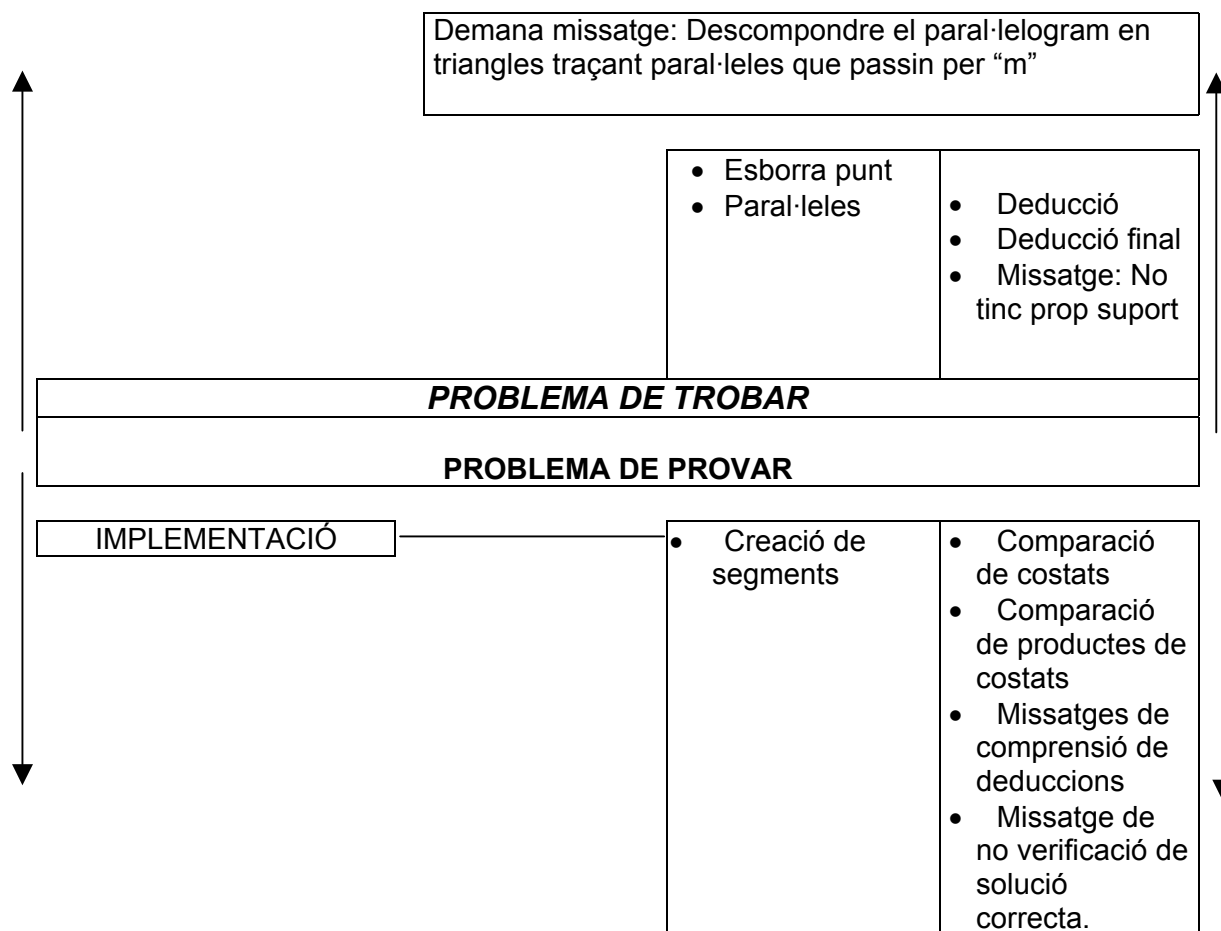 Demana missatge: Descompondre el paral·lelogram en
triangles traçant paral·leles que passin per “m”
• Esborra punt
• Paral·leles
• Deducció
• Deducció final
• Missatge: No
tinc prop suport
PROBLEMA DE TROBAR
PROBLEMA DE PROVAR
IMPLEMENTACIÓ
• Creació de
segments
• Comparació
de costats
• Comparació
de productes de
costats
• Missatges de
comprensió de
deduccions
• Missatge de
no verificació de
solució
correcta.